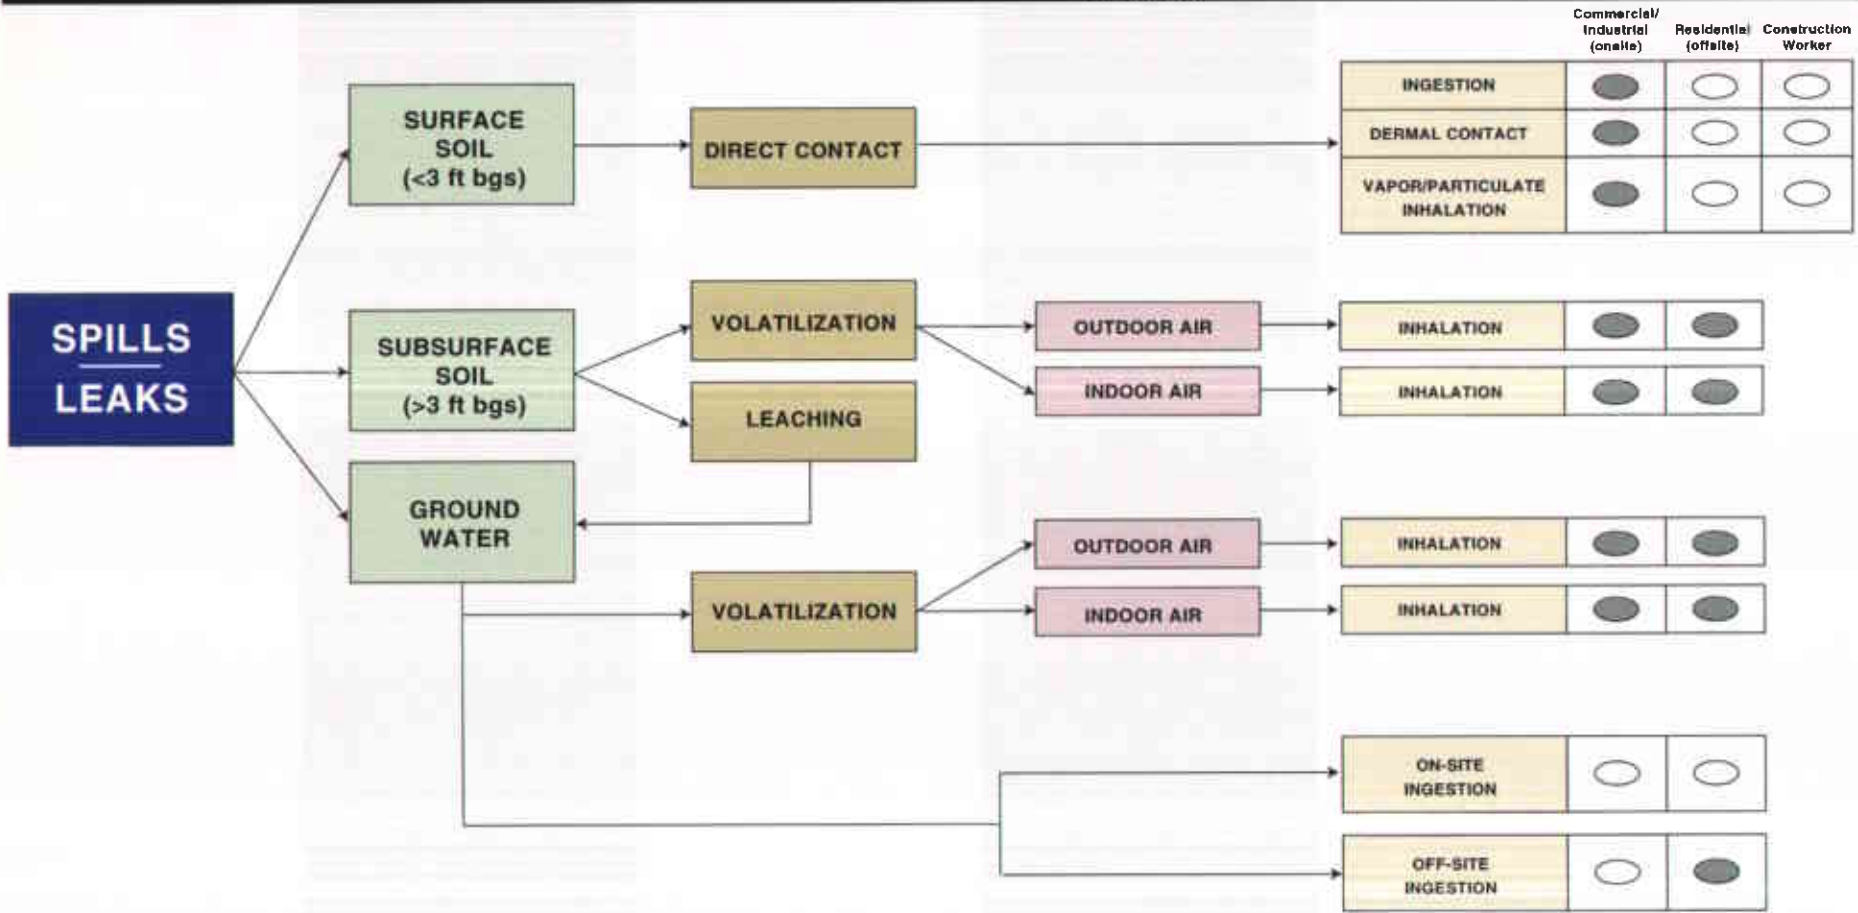 Commercial/
Industrial
(onsite)
Residential
(offsite)
Construction
Worker
SURFACE
SOIL
(<3 ft bgs)
DIRECT CONTACT
INGESTION
DERMAL CONTACT
VAPOR/PARTICULATE
INHALATION
SPILLS
LEAKS
SUBSURFACE
SOIL
(>3 ft bgs)
VOLATILIZATION
OUTDOOR AIR
INHALATION
INDOOR AIR
INHALATION
LEACHING
GROUND
WATER
VOLATILIZATION
OUTDOOR AIR
INHALATION
INDOOR AIR
INHALATION
ON-SITE
INGESTION
OFF-SITE
INGESTION